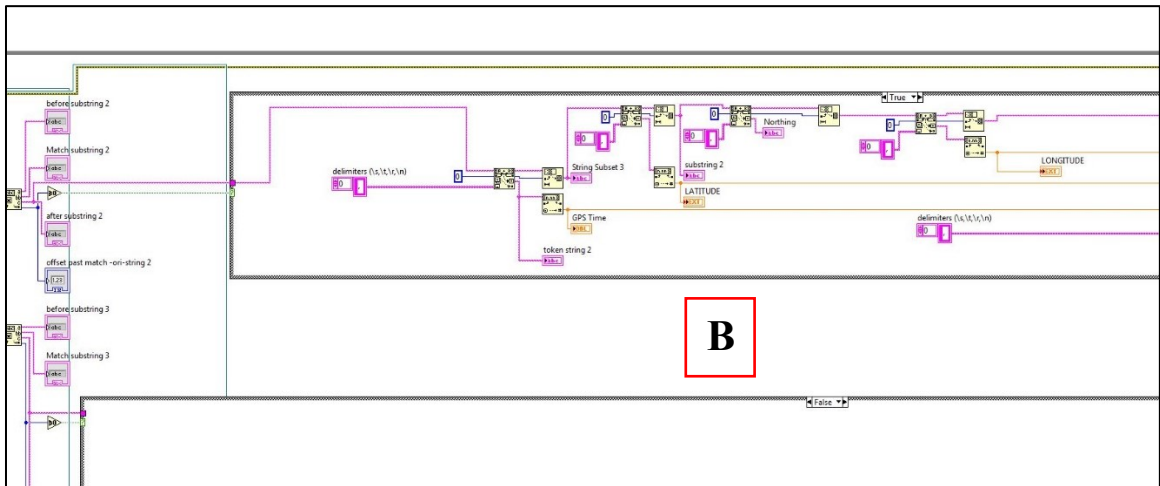 before substring 2
True
Match substring 2
Northing
delimiters (\s,\t,\r,\n)
String Subset 3
substring 2
LONGITUDE
LATITUDE
after substring 2
GPS Time
delimiters (\s,\t,\r,\n)
token string 2
offset past match -ori-string 2
before substring 3
B
Match substring 3
False